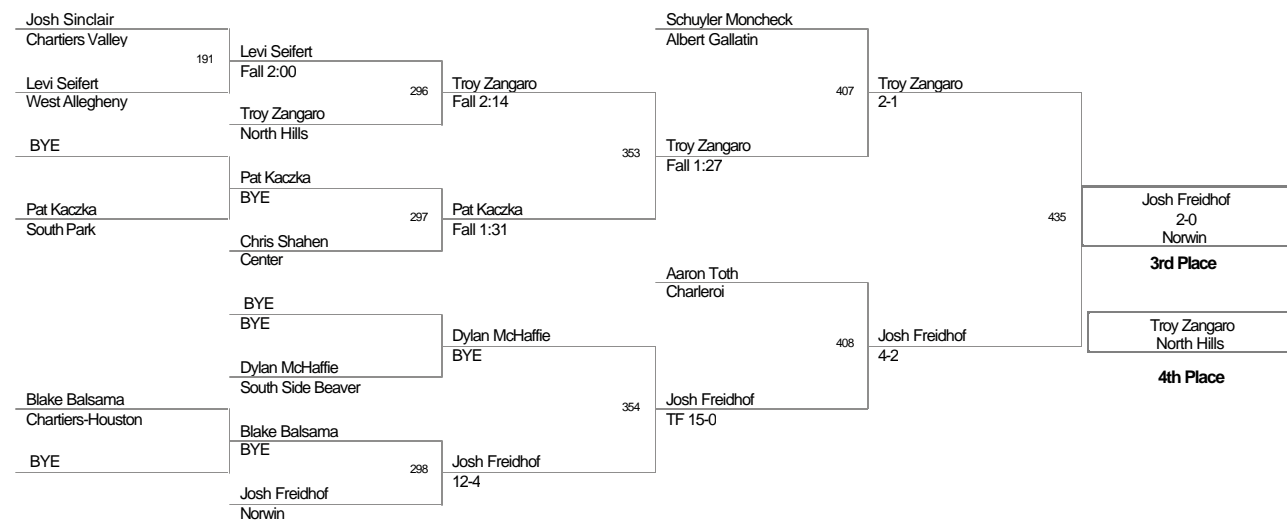 Josh Sinclair
Chartiers Valley
191
Levi Seifert
West Allegheny
BYE
Pat Kaczka
South Park
Blake Balsama
Chartiers-Houston
BYE
Levi Seifert
Fall 2:00
296
Troy Zangaro
North Hills
Pat Kaczka
BYE
297
Chris Shahen
Center
BYE
BYE
Dylan McHaffie
South Side Beaver
Blake Balsama
BYE
298
Josh Freidhof
Norwin
Troy Zangaro
Fall 2:14
353
Pat Kaczka
Fall 1:31
Dylan McHaffie
BYE
354
Josh Freidhof
12-4
Schuyler Moncheck
Albert Gallatin
407
Troy Zangaro
Fall 1:27
Aaron Toth
Charleroi
408
Josh Freidhof
TF 15-0
Troy Zangaro
2-1
435
Josh Freidhof
4-2
Josh Freidhof
2-0
Norwin
3rd Place
Troy Zangaro
North Hills
4th Place